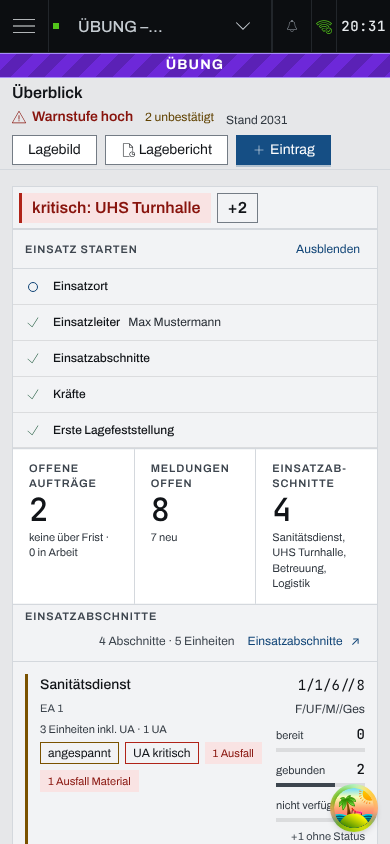 ÜBUNG –...
20:31
ÜBUNG
Überblick
Warnstufe hoch 2 unbestätigt Stand 2031
Lagebild Lagebericht + Eintrag
kritisch: UHS Turnhalle +2
EINSATZ STARTEN Ausblenden
Einsatzort
Einsatzleiter Max Mustermann
Einsatzabschnitte
Kräfte
Erste Lagefeststellung
OFFENE AUFTRÄGE
2
keine über Frist ·
0 in Arbeit
MELDUNGEN OFFEN
8
7 neu
EINSATZAB-
SCHNITTE
4
Sanitätsdienst,
UHS Turnhalle,
Betreuung,
Logistik
EINSATZABSCHNITTE
4 Abschnitte · 5 Einheiten Einsatzabschnitte ↗
Sanitätsdienst 1/1/6//8
EA 1 F/UF/M//Ges
3 Einheiten inkl. UA · 1 UA
angespannt UA kritisch 1 Ausfall
1 Ausfall Material
bereit 0
gebunden 2
nicht
+1 ohne Status